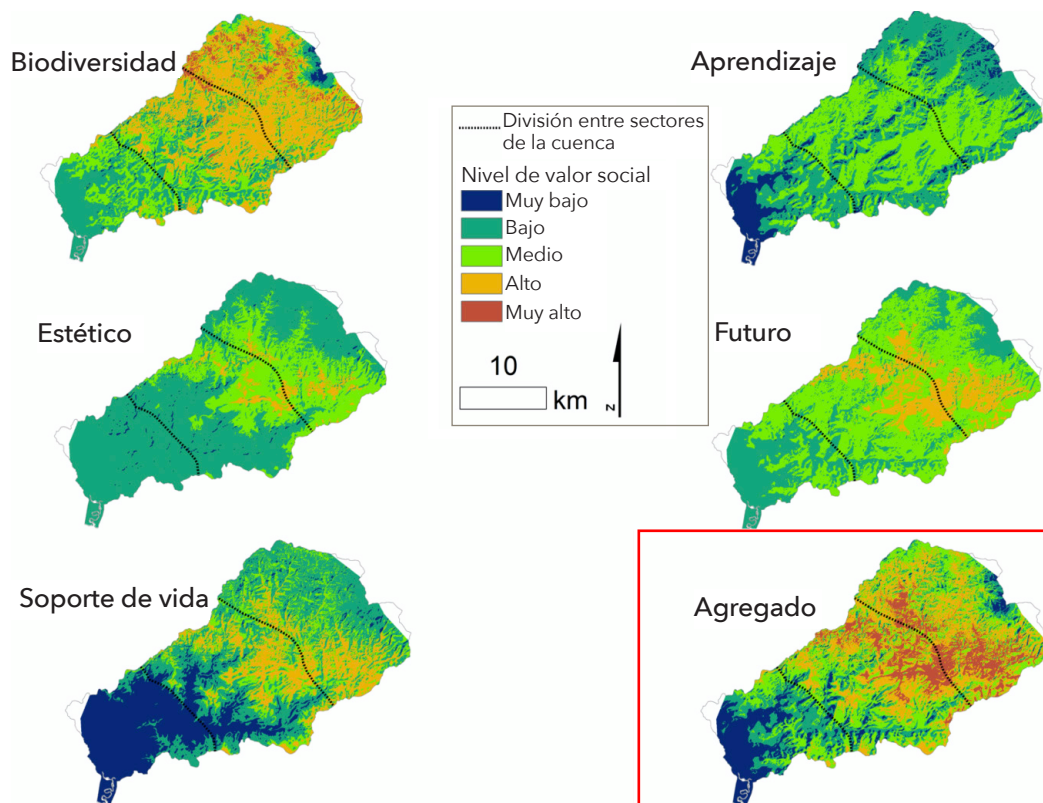 Biodiversidad
Aprendizaje
División entre sectores
de la cuenca
Nivel de valor social
Muy bajo
Bajo
Medio
Alto
Muy alto
Estético
Futuro
10
km
N
Soporte de vida
Agregado